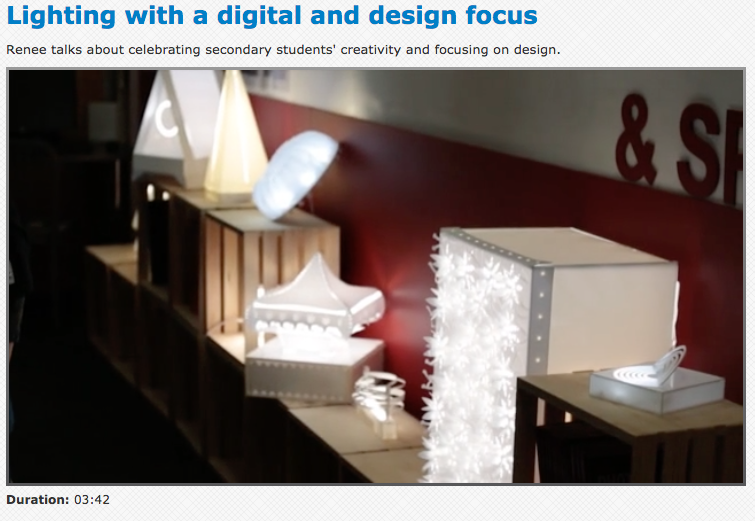 Lighting with a digital and design focus
Renee talks about celebrating secondary students' creativity and focusing on design.
C
&
Duration: 03:42